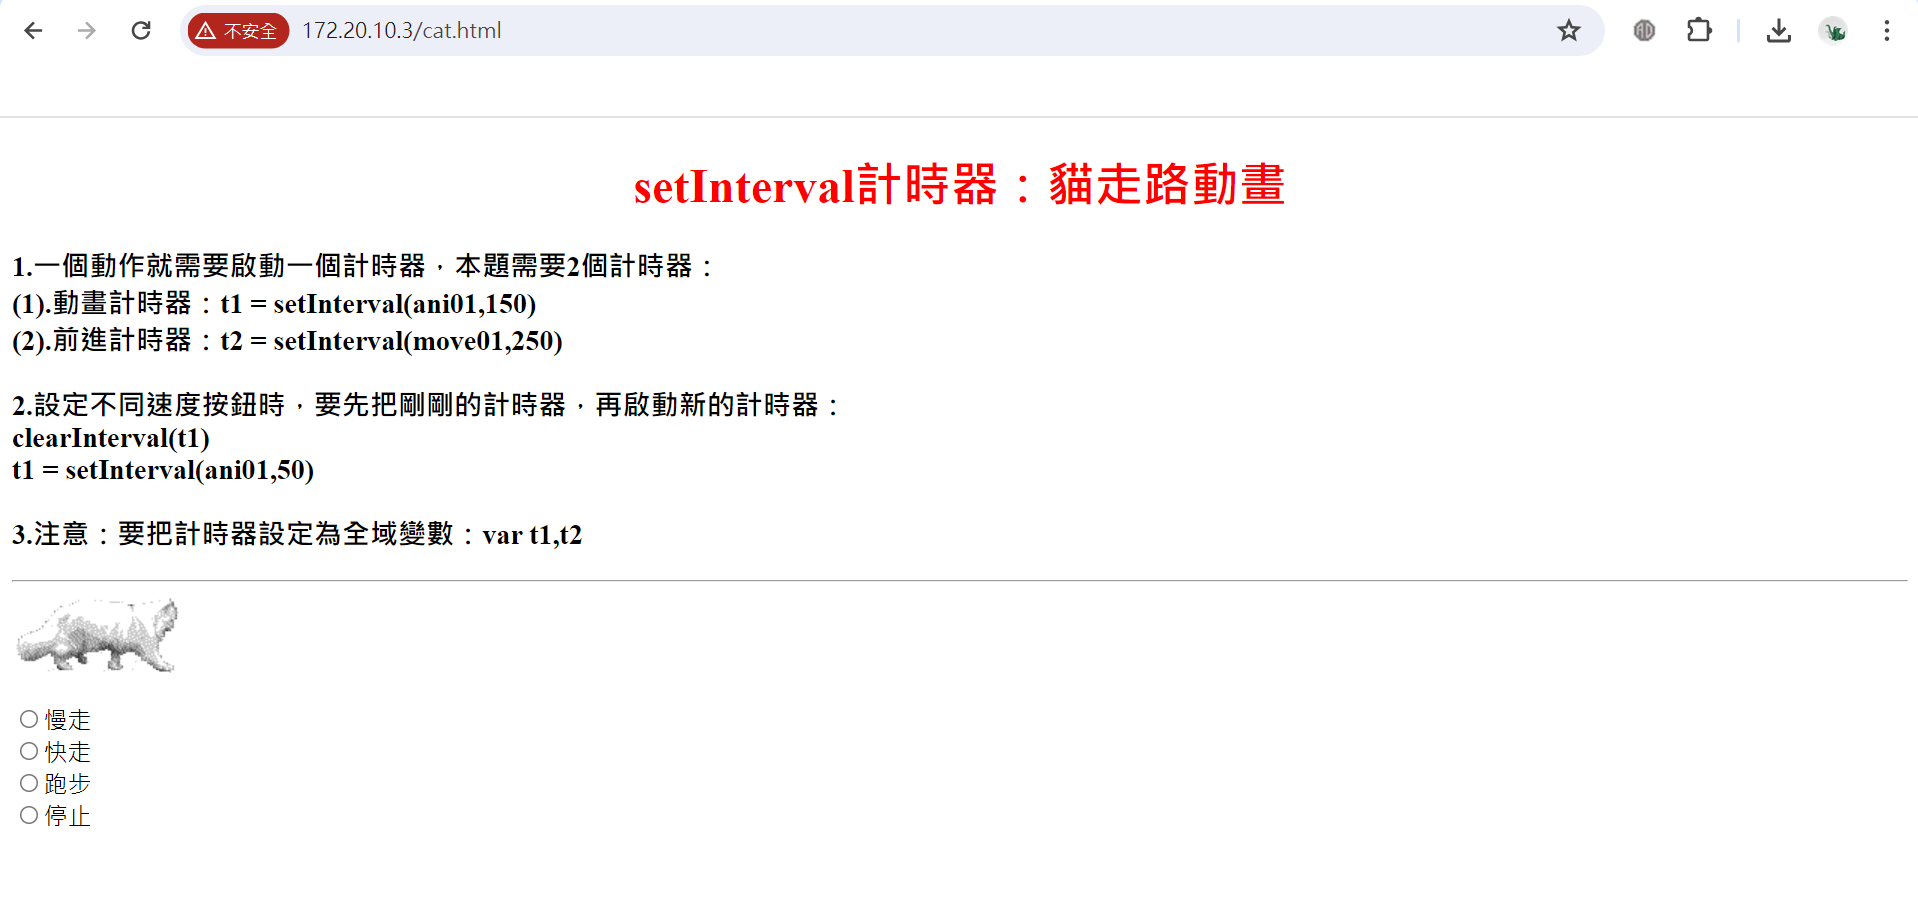 不安全 172.20.10.3/cat.html
setInterval計時器：貓走路動畫
1.一個動作就需要啟動一個計時器，本題需要2個計時器：
(1).動畫計時器：t1 = setInterval(ani01,150)
(2).前進計時器：t2 = setInterval(move01,250)
2.設定不同速度按鈕時，要先把剛剛的計時器，再啟動新的計時器：
clearInterval(t1)
t1 = setInterval(ani01,50)
3.注意：要把計時器設定為全域變數：var t1,t2
慢走
快走
跑步
停止